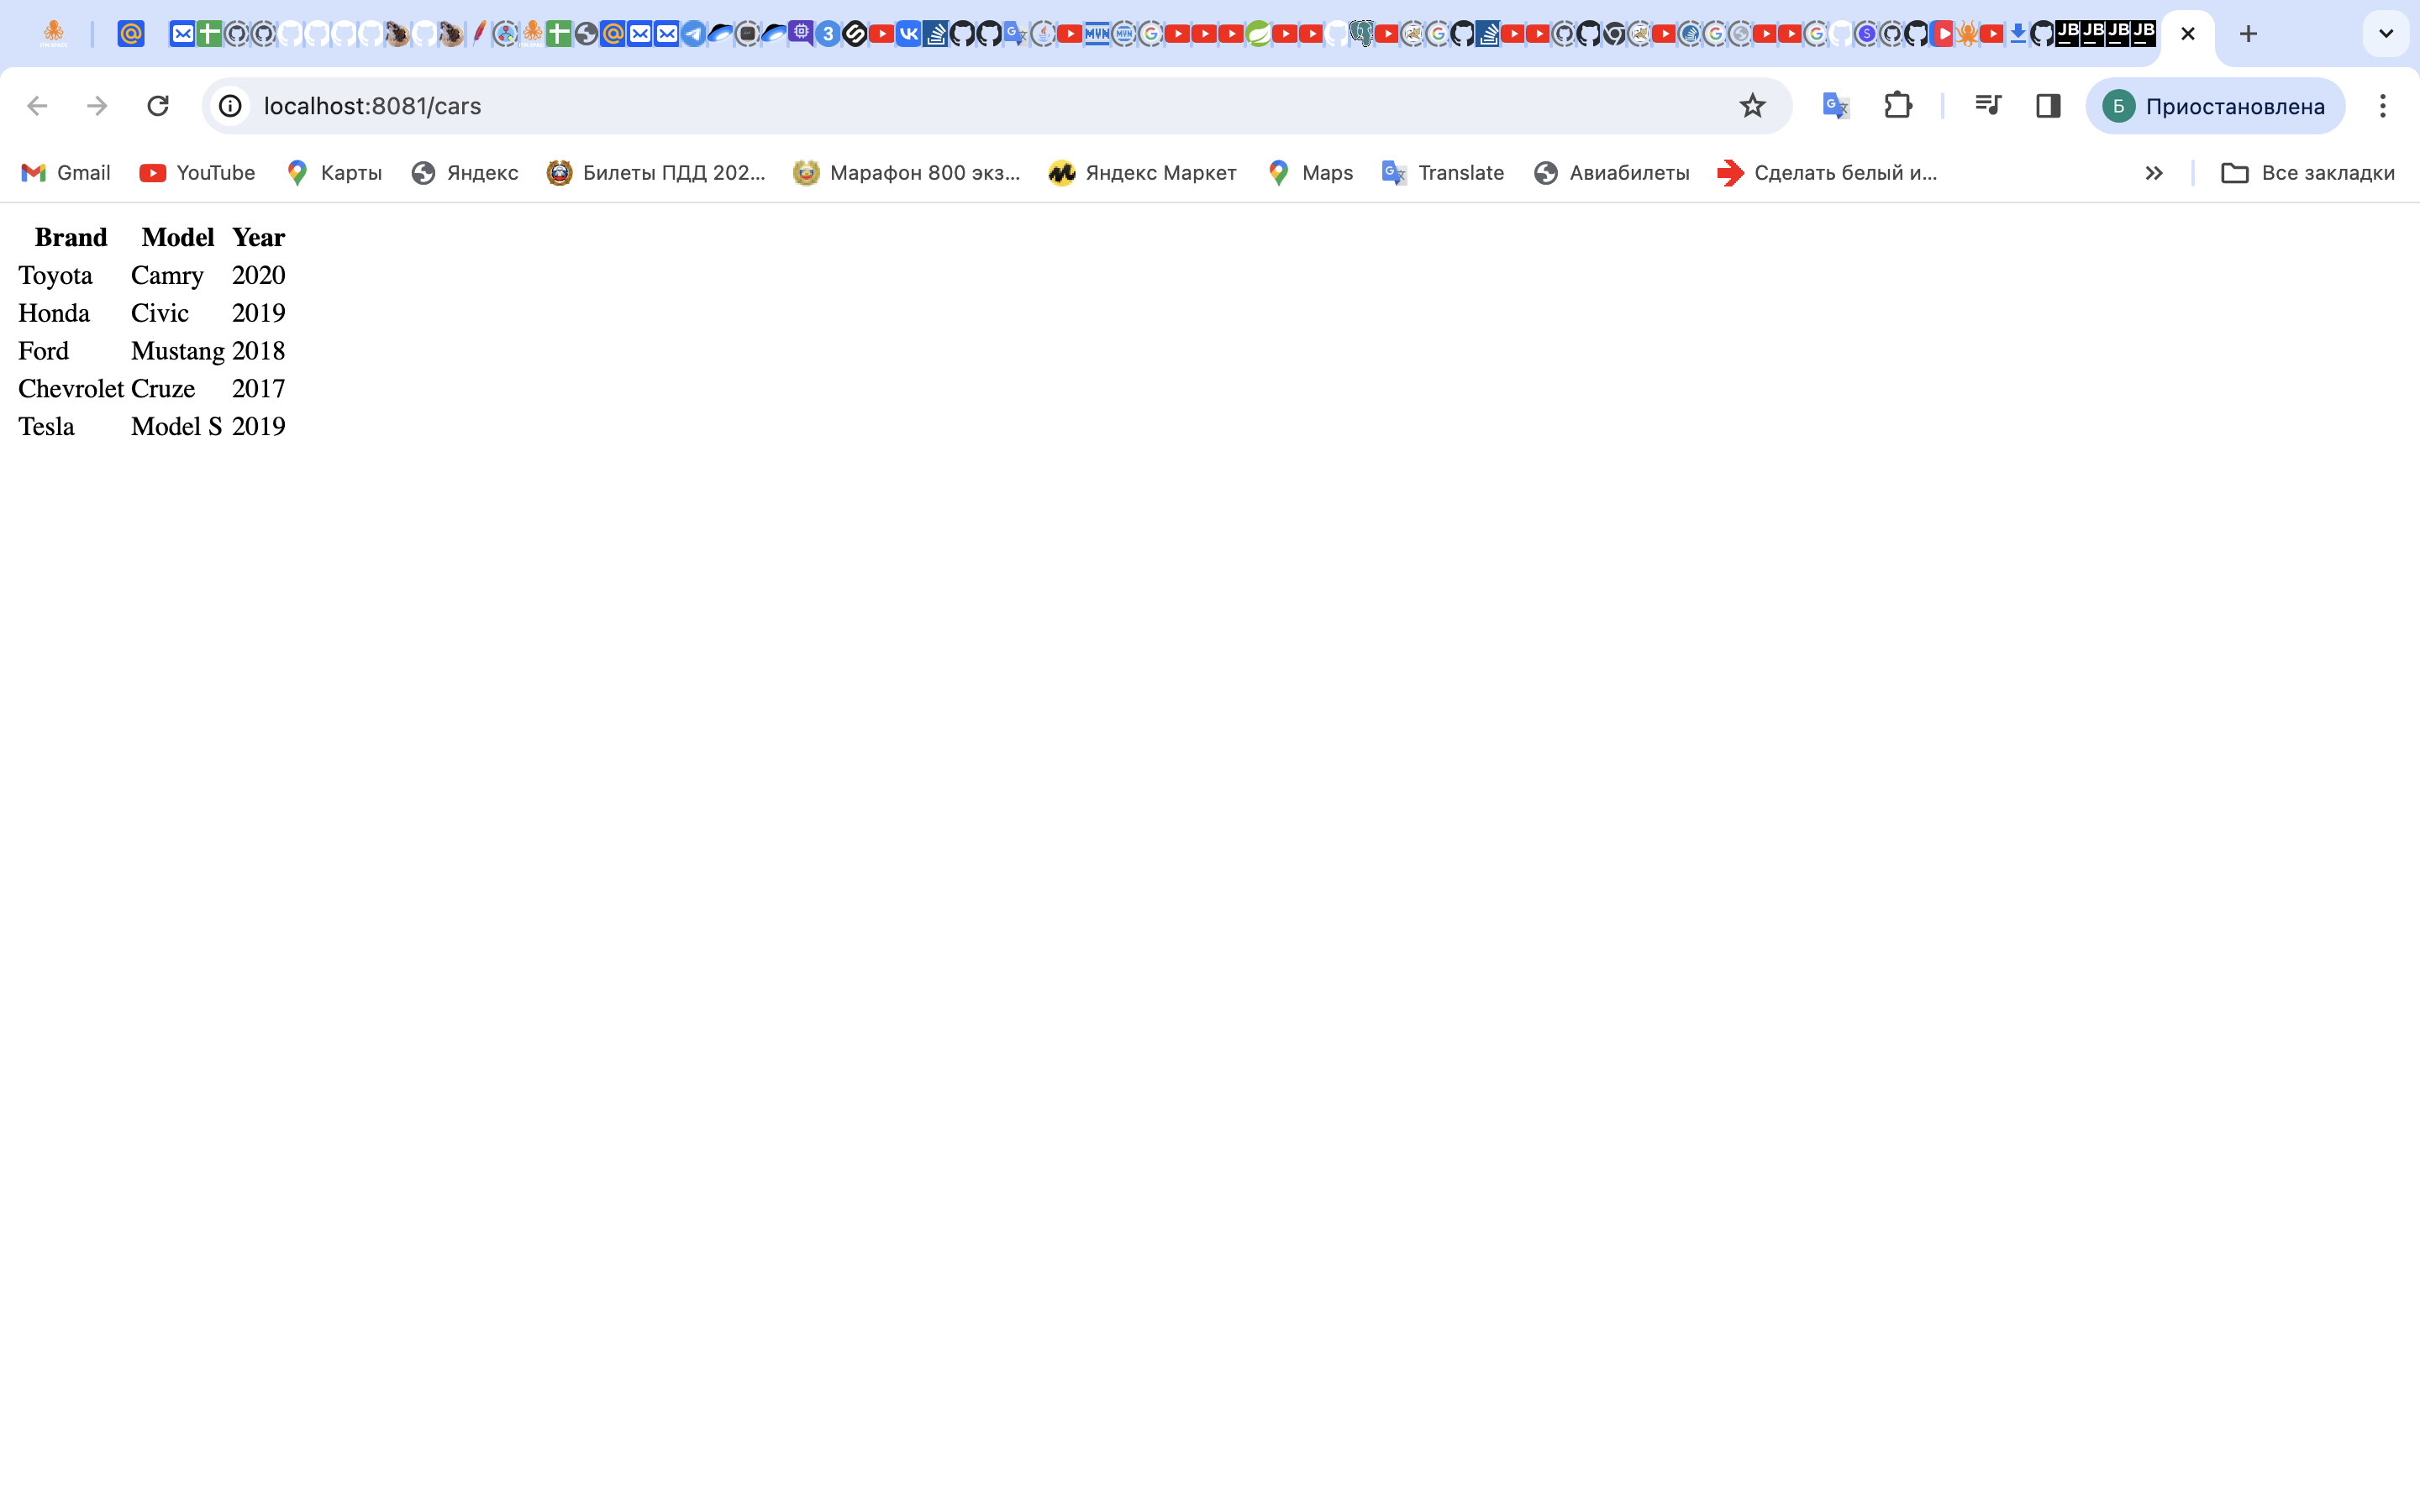 localhost:8081/cars
Б Приостановлена
Gmail YouTube Карты Яндекс Билеты ПДД 202... Марафон 800 экз... Яндекс Маркет Maps Translate Авиабилеты Сделать белый и... Все закладки
Brand Model Year
Toyota Camry 2020
Honda Civic 2019
Ford Mustang 2018
Chevrolet Cruze 2017
Tesla Model S 2019